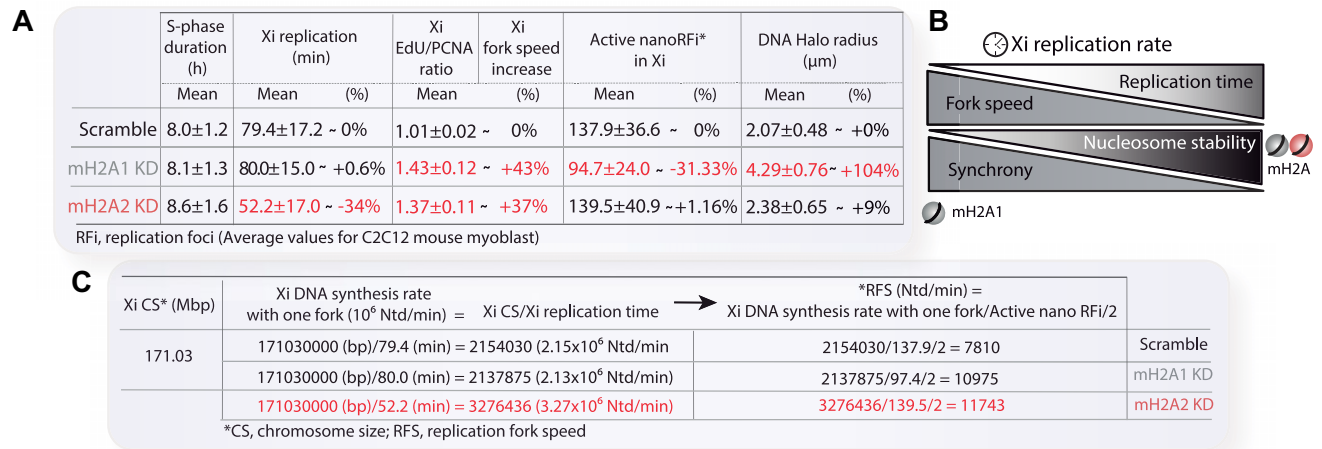 A
S-phase duration (h) Xi replication (min) Xi EdU/PCNA ratio Xi fork speed increase Active nanoRFi* in Xi DNA Halo radius (µm)
Mean Mean (%) Mean (%) Mean (%) Mean (%)
Scramble 8.0±1.2 79.4±17.2 ~ 0% 1.01±0.02 ~ 0% 137.9±36.6 ~ 0% 2.07±0.48 ~ +0%
mH2A1 KD 8.1±1.3 80.0±15.0 ~ +0.6% 1.43±0.12 ~ +43% 94.7±24.0 ~ -31.33% 4.29±0.76 ~ +104%
mH2A2 KD 8.6±1.6 52.2±17.0 ~ -34% 1.37±0.11 ~ +37% 139.5±40.9 ~ +1.16% 2.38±0.65 ~ +9%
RFi, replication foci (Average values for C2C12 mouse myoblast)
B
Xi replication rate
Replication time
Fork speed
Nucleosome stability
Synchrony
mH2A
mH2A1
C
Xi CS* (Mbp) Xi DNA synthesis rate with one fork (10⁶ Ntd/min) = Xi CS/Xi replication time *RFS (Ntd/min) = Xi DNA synthesis rate with one fork/Active nano RFi/2
171.03 171030000 (bp)/79.4 (min) = 2154030 (2.15x10⁶ Ntd/min 2154030/137.9/2 = 7810 Scramble
171030000 (bp)/80.0 (min) = 2137875 (2.13x10⁶ Ntd/min) 2137875/97.4/2 = 10975 mH2A1 KD
171030000 (bp)/52.2 (min) = 3276436 (3.27x10⁶ Ntd/min) 3276436/139.5/2 = 11743 mH2A2 KD
*CS, chromosome size; RFS, replication fork speed